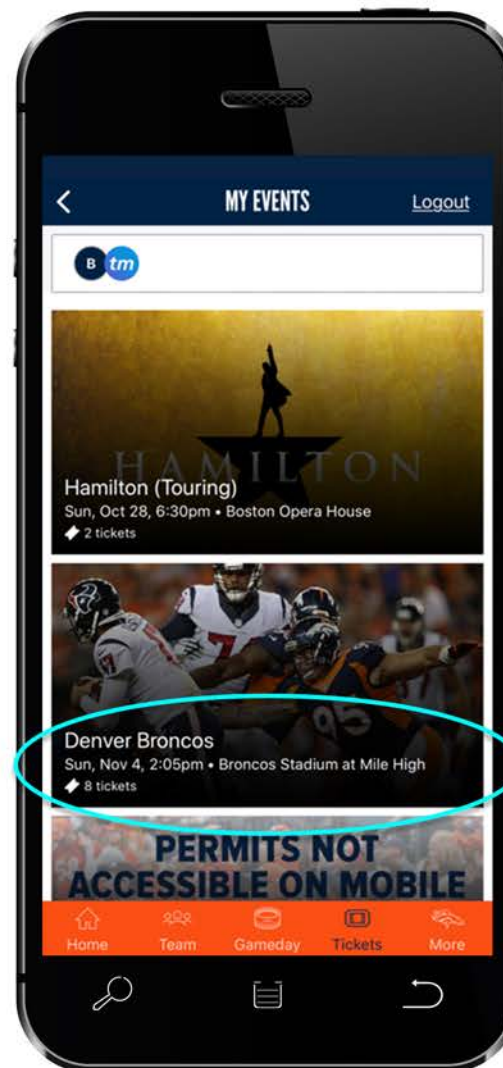 MY EVENTS
Logout
B tm
HAMILTON
Hamilton (Touring)
Sun, Oct 28, 6:30pm • Boston Opera House
2 tickets
95
Denver Broncos
Sun, Nov 4, 2:05pm • Broncos Stadium at Mile High
8 tickets
PERMITS NOT
ACCESSIBLE ON MOBILE
Home Team Gameday Tickets More